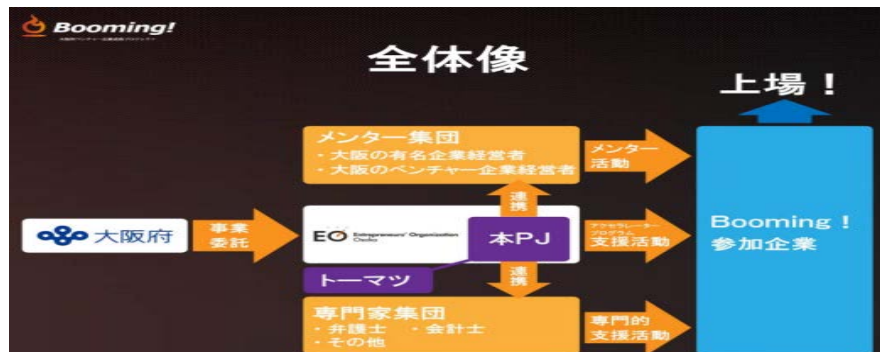 Booming!
全体像
上場！
メンター集団
・大阪の有名企業経営者
・大阪のベンチャー企業経営者
メンター
活動
連
携
大阪府
事業
委託
EO Entrepreneurs' Organization
Osaka
本PJ
アクセラレーター
プログラム
支援活動
Booming！
参加企業
トーマツ
連
携
専門家集団
・弁護士 ・会計士
・その他
専門的
支援活動